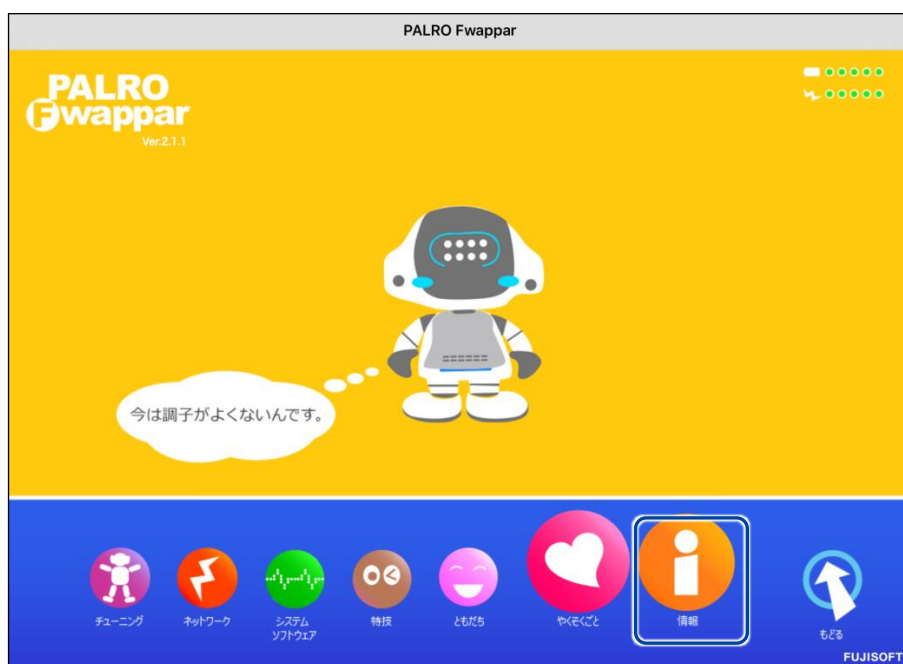 PALRO Fwappar
PALRO
Fwappar
Ver.2.1.1
今は調子がよくないんです。
チューニング
ネットワーク
システム
ソフトウェア
特技
ともだち
やくそくごと
情報
もどる
FUJISOFT